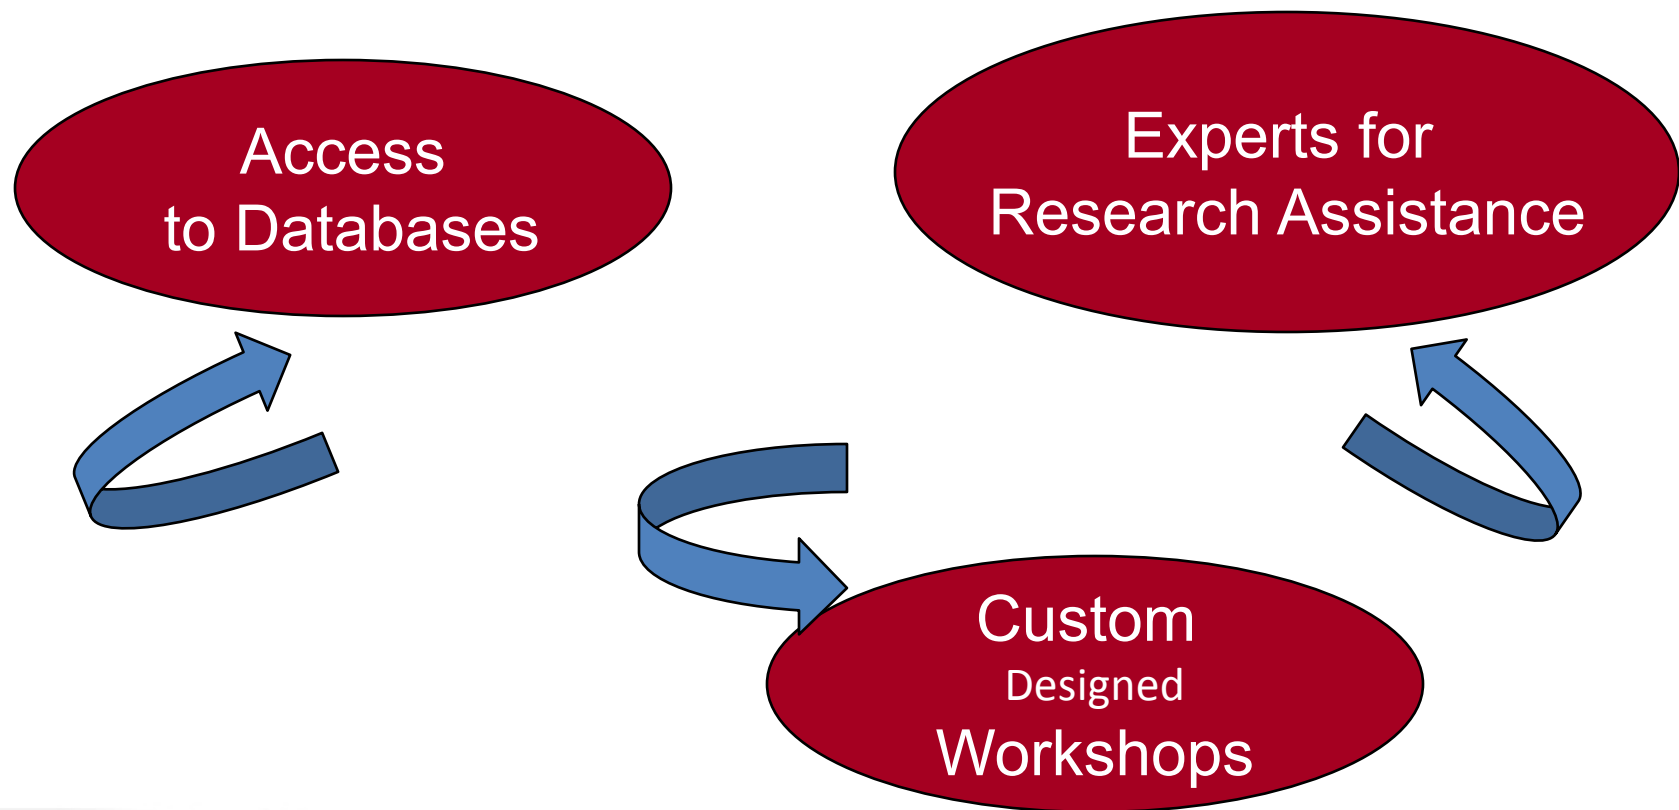 Access
to Databases
Experts for
Research Assistance
Custom
Designed
Workshops